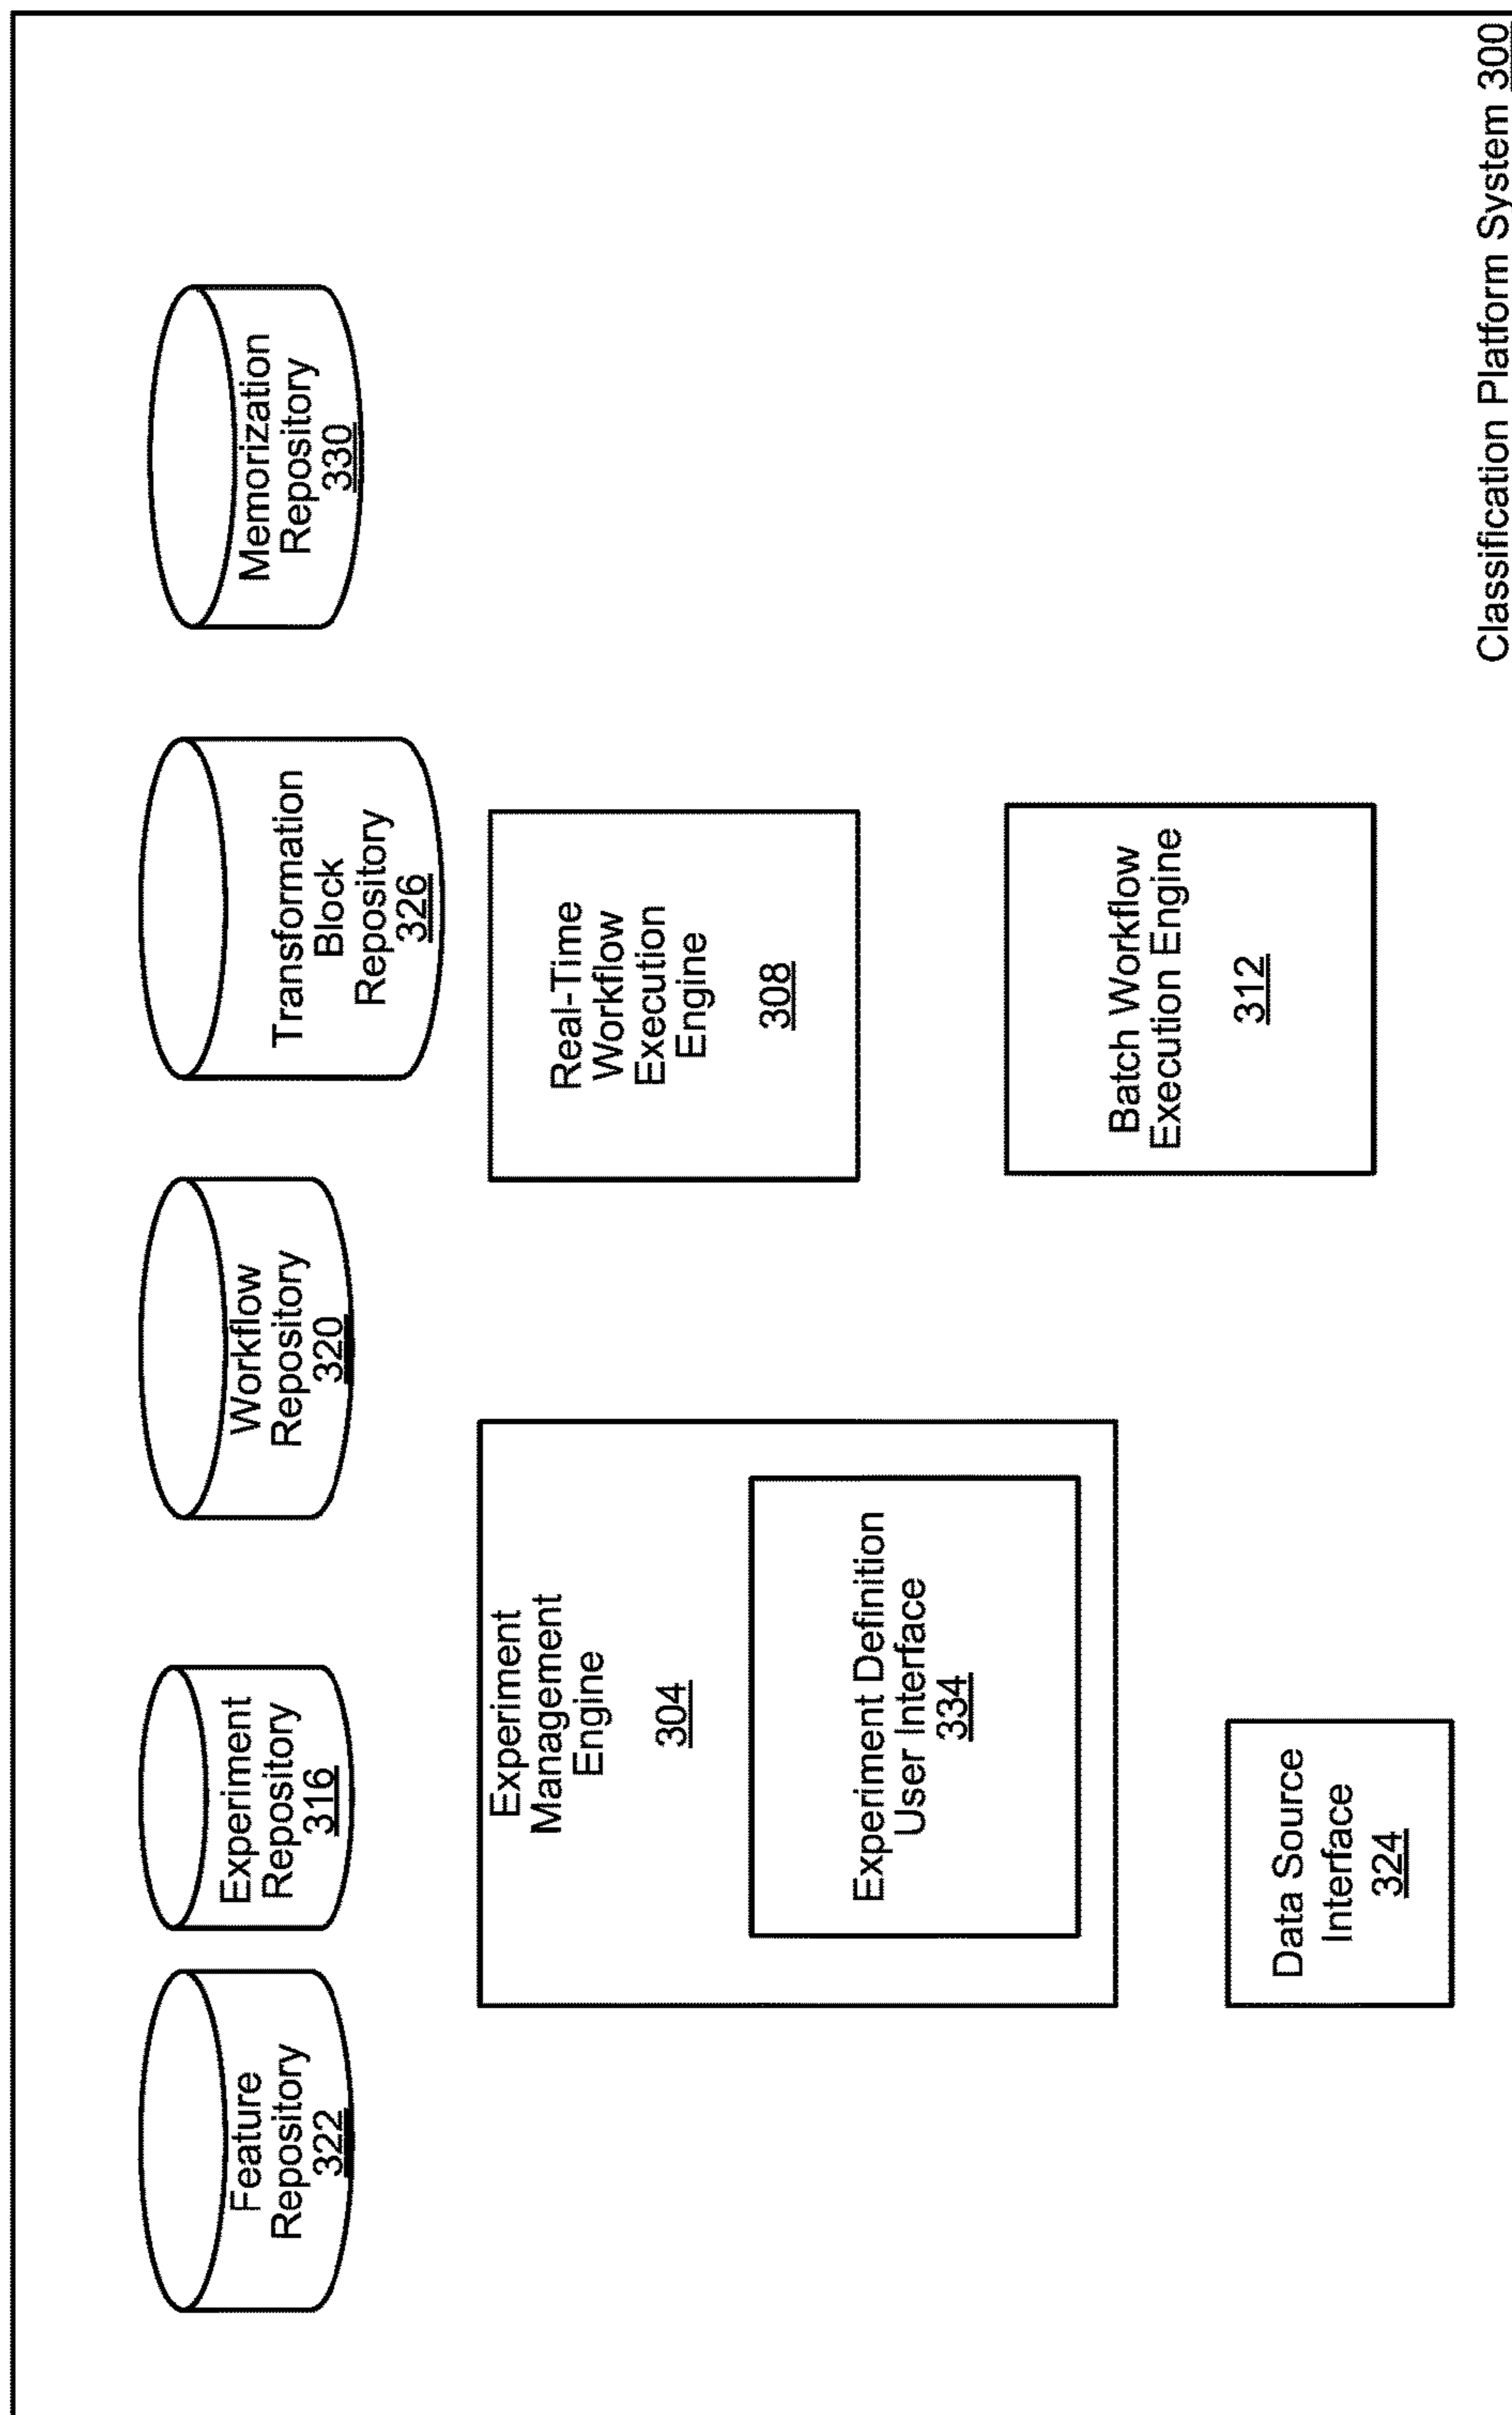 Feature
Repository
322
Experiment
Repository
316
Workflow
Repository
320
Transformation
Block
Repository
326
Memorization
Repository
330
Experiment
Management
Engine
304
Experiment Definition
User Interface
334
Real-Time
Workflow
Execution
Engine
308
Data Source
Interface
324
Batch Workflow
Execution Engine
312
Classification Platform System 300